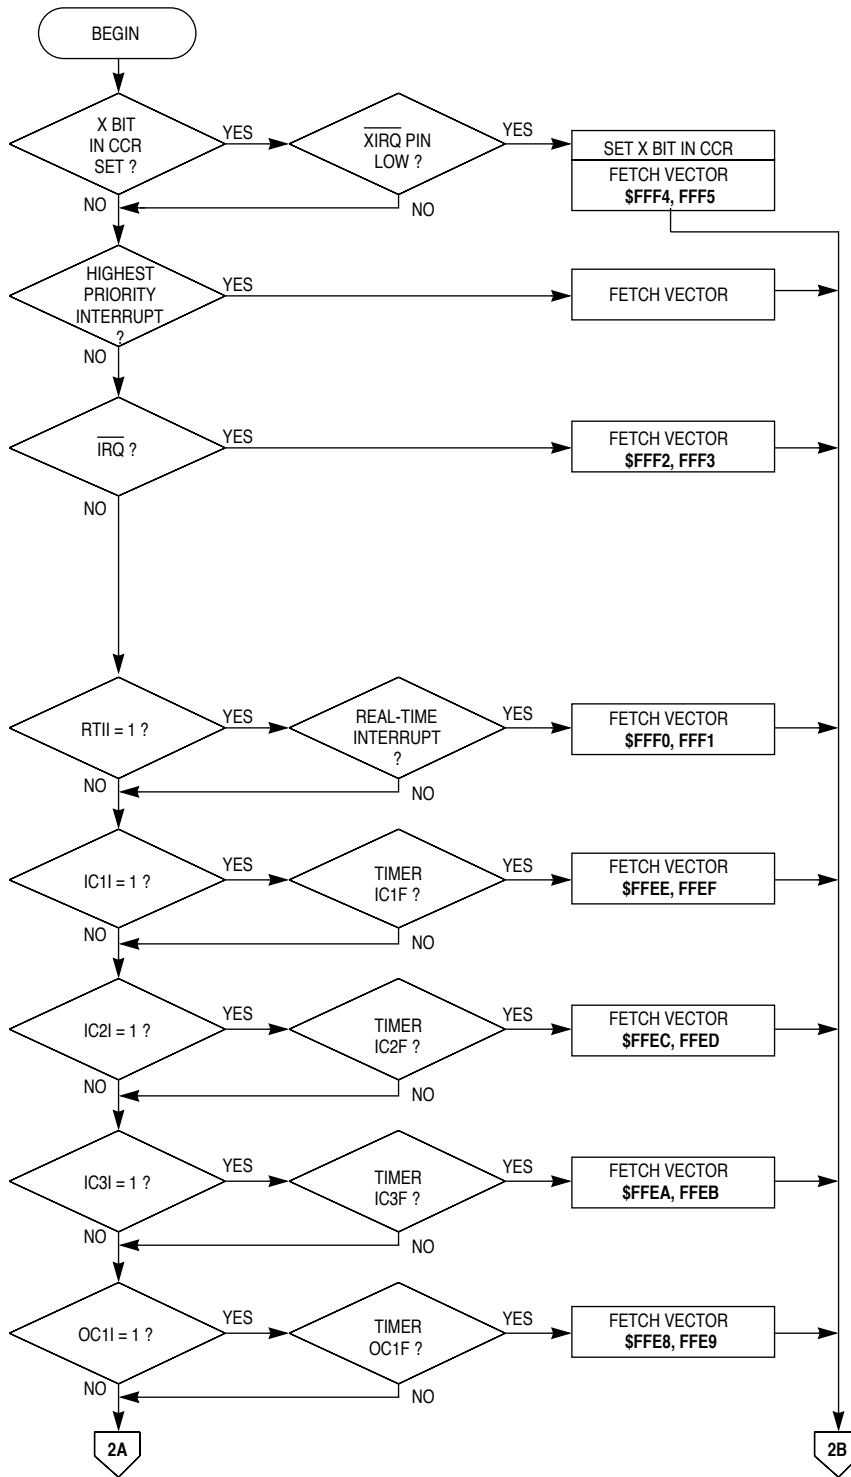 BEGIN
X BIT
IN CCR
SET ?
YES
XIRQ PIN
LOW ?
YES
SET X BIT IN CCR
FETCH VECTOR
$FFF4, FFF5
NO
NO
HIGHEST
PRIORITY
INTERRUPT
?
YES
FETCH VECTOR
NO
IRQ ?
YES
FETCH VECTOR
$FFF2, FFF3
NO
RTII = 1 ?
YES
REAL-TIME
INTERRUPT
?
YES
FETCH VECTOR
$FFF0, FFF1
NO
NO
IC1I = 1 ?
YES
TIMER
IC1F ?
YES
FETCH VECTOR
$FFEE, FFEF
NO
NO
IC2I = 1 ?
YES
TIMER
IC2F ?
YES
FETCH VECTOR
$FFEC, FFED
NO
NO
IC3I = 1 ?
YES
TIMER
IC3F ?
YES
FETCH VECTOR
$FFEA, FFEB
NO
NO
OC1I = 1 ?
YES
TIMER
OC1F ?
YES
FETCH VECTOR
$FFE8, FFE9
NO
NO
2A
2B